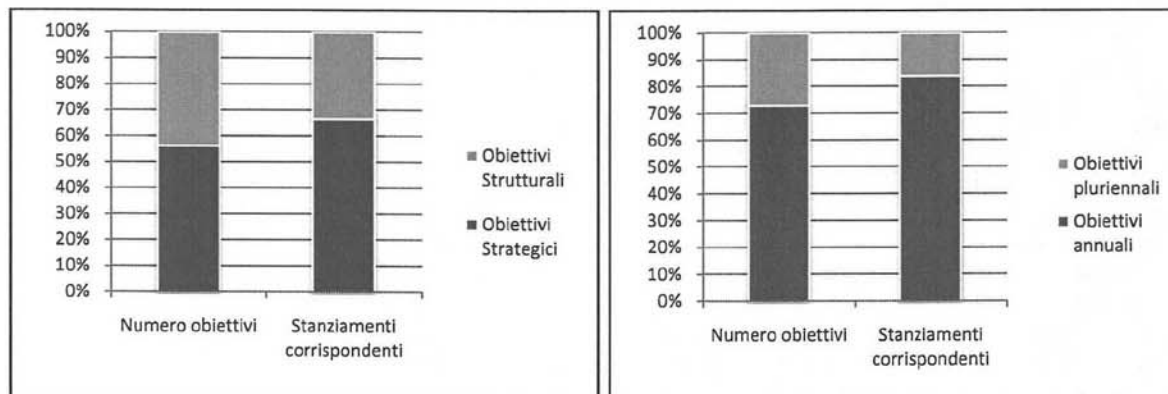 100%
90%
80%
70%
60%
50%
40%
30%
20%
10%
0%
Numero obiettivi
Stanziamenti
corrispondenti
Obiettivi
Strutturali
Obiettivi
Strategici
100%
90%
80%
70%
60%
50%
40%
30%
20%
10%
0%
Numero obiettivi
Stanziamenti
corrispondenti
Obiettivi
pluriennali
Obiettivi
annuali